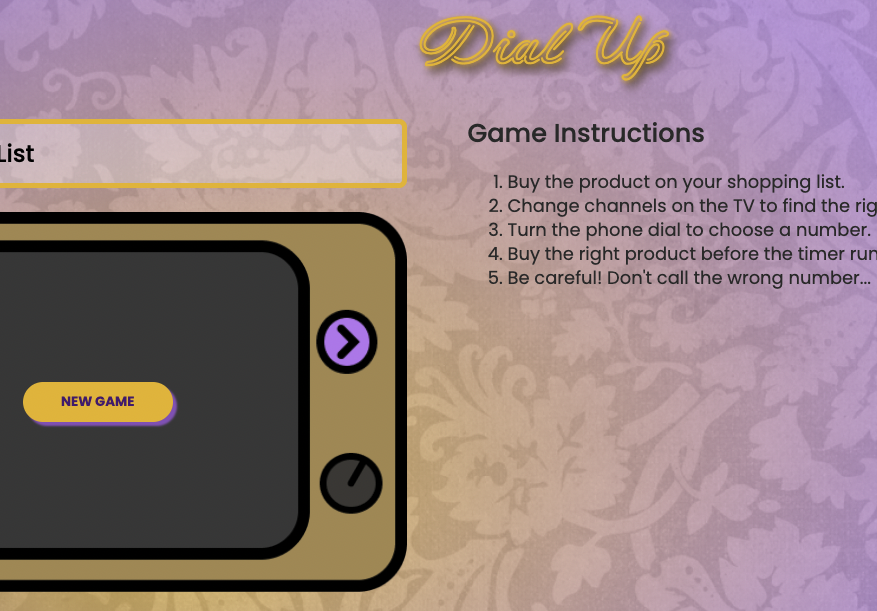 Dial Up
List
Game Instructions
1. Buy the product on your shopping list.
2. Change channels on the TV to find the rig
3. Turn the phone dial to choose a number.
4. Buy the right product before the timer run
5. Be careful! Don't call the wrong number...
NEW GAME